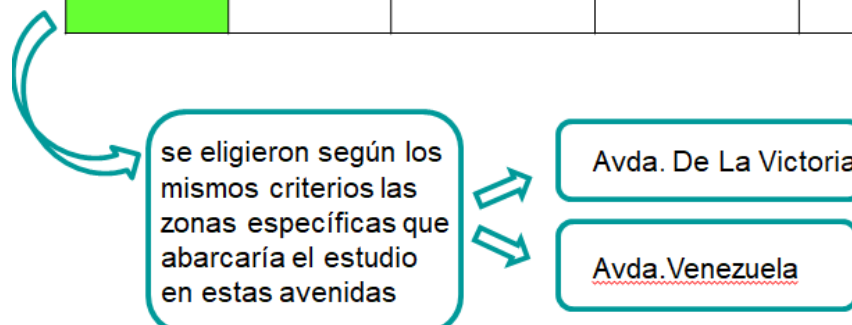 se eligieron según los
mismos criterios las
zonas específicas que
abarcaría el estudio
en estas avenidas
Avda. De La Victoria
Avda.Venezuela